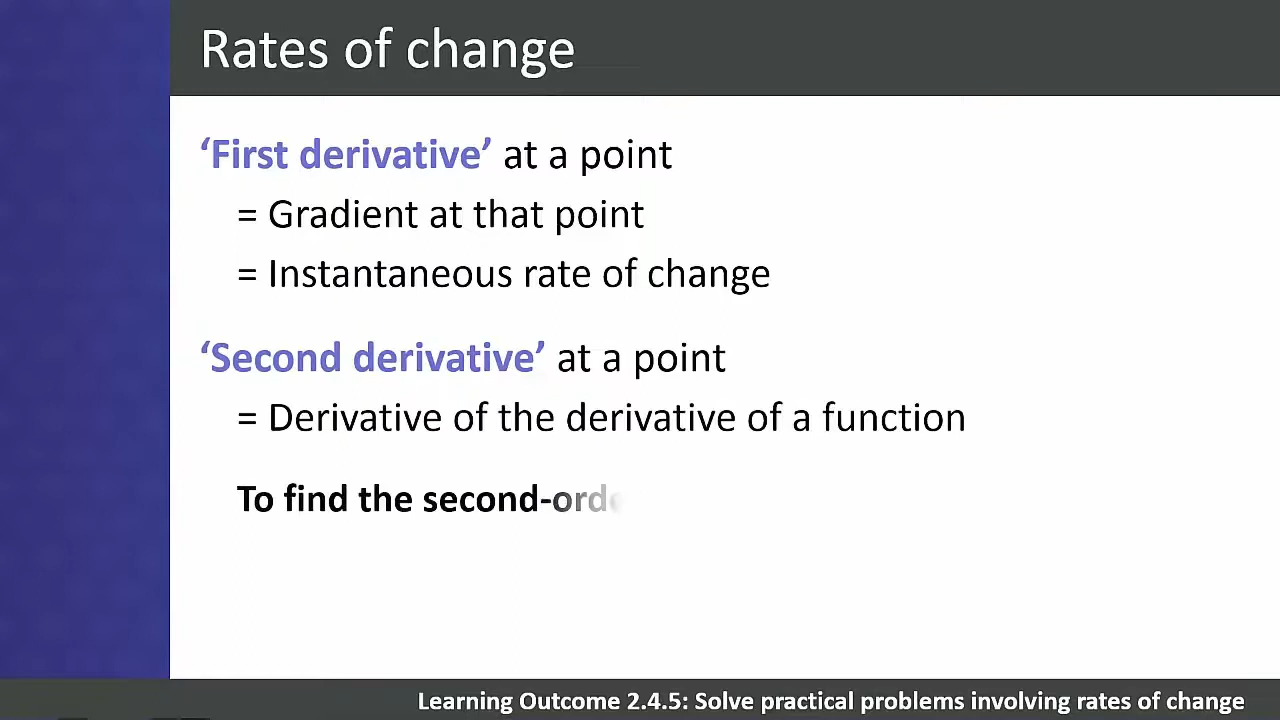 Rates of change
‘First derivative’ at a point
= Gradient at that point
= Instantaneous rate of change
‘Second derivative’ at a point
= Derivative of the derivative of a function
To find the second-orde
Learning Outcome 2.4.5: Solve practical problems involving rates of change